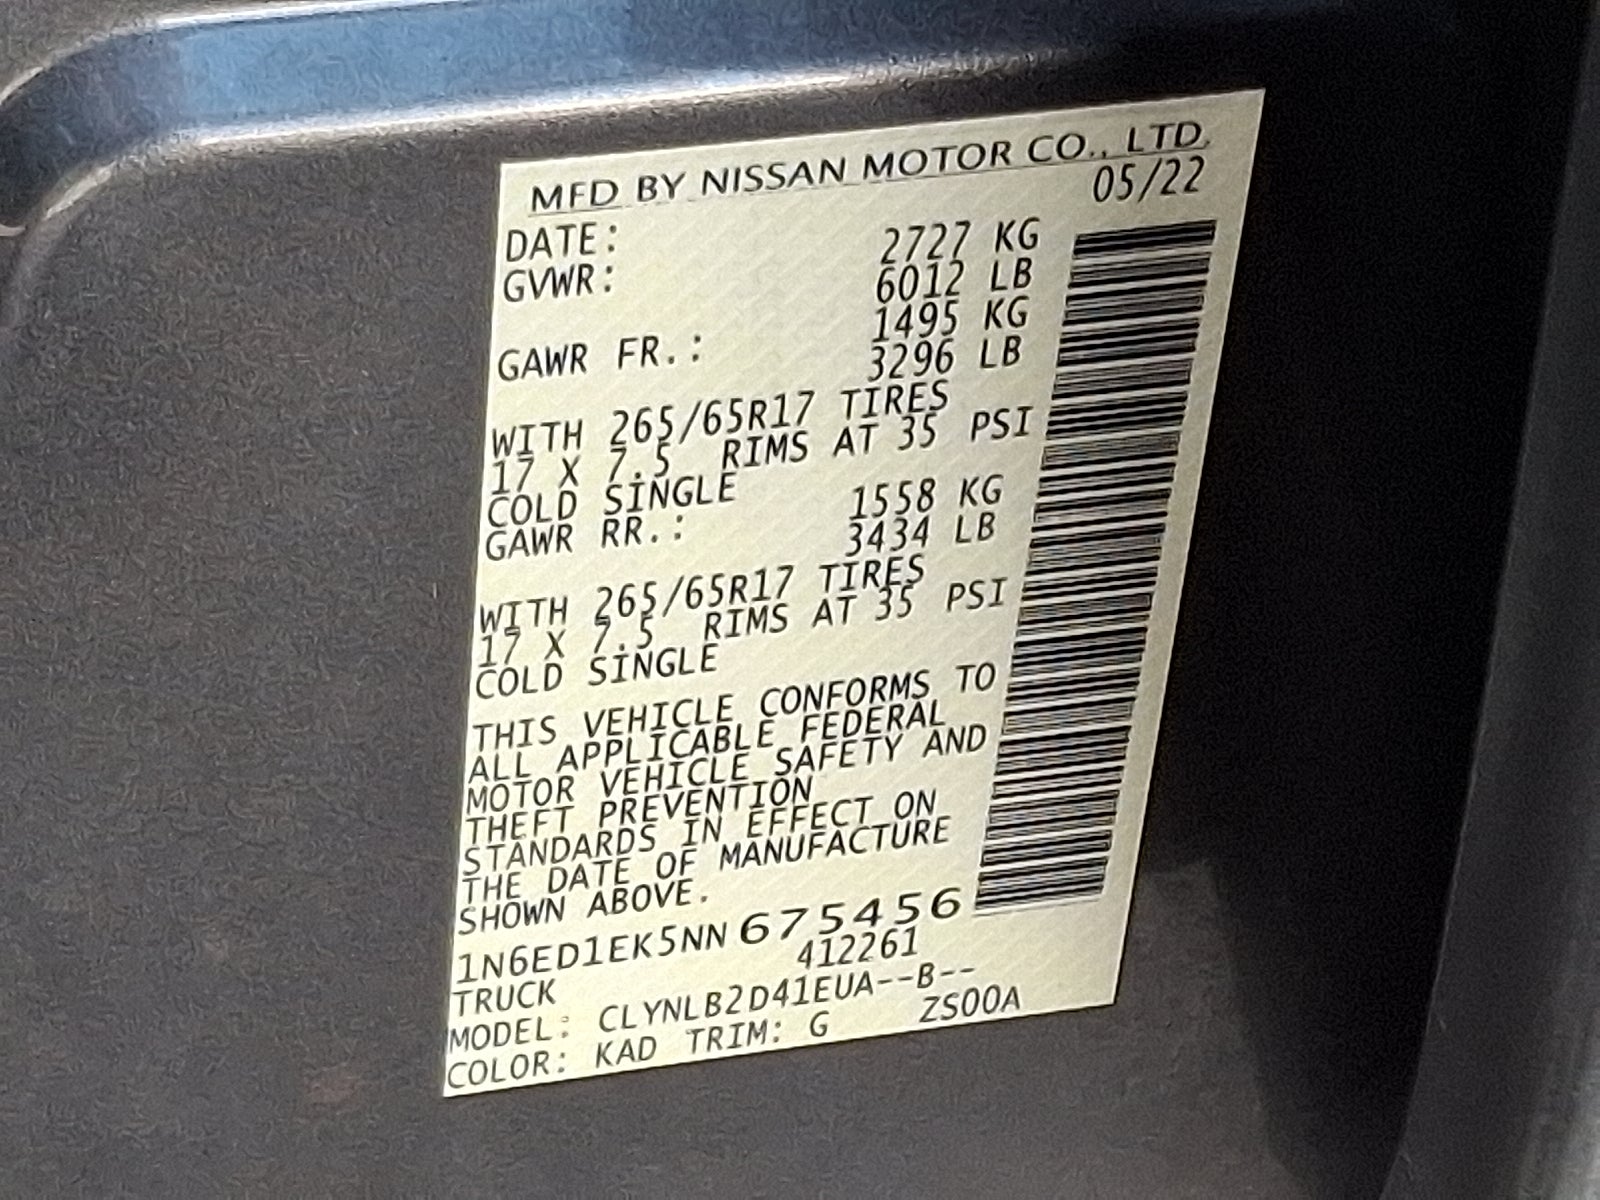 MFD BY NISSAN MOTOR CO., LTD.
05/22
DATE:
GVWR: 2727 KG
6012 LB
GAWR FR.: 1495 KG
3296 LB
WITH 265/65R17 TIRES
17 X 7.5 RIMS AT 35 PSI
COLD SINGLE
GAWR RR.: 1558 KG
3434 LB
WITH 265/65R17 TIRES
17 X 7.5 RIMS AT 35 PSI
COLD SINGLE
THIS VEHICLE CONFORMS TO
ALL APPLICABLE FEDERAL
MOTOR VEHICLE SAFETY AND
THEFT PREVENTION
STANDARDS IN EFFECT ON
THE DATE OF MANUFACTURE
SHOWN ABOVE.
1N6ED1EK5NN675456
TRUCK 412261
MODEL: CLYNLB2D41EUA--B--
COLOR: KAD TRIM: G ZS00A